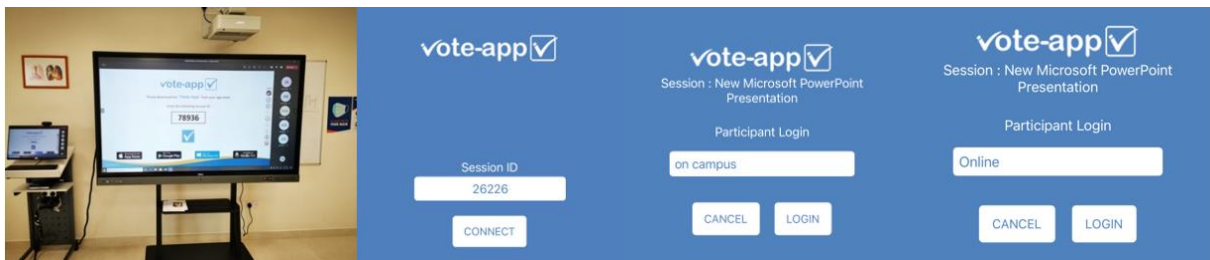 vote-app
78936
vote-app
Session ID
26226
CONNECT
vote-app
Session : New Microsoft PowerPoint
Presentation
Participant Login
on campus
CANCEL LOGIN
vote-app
Session : New Microsoft PowerPoint
Presentation
Participant Login
Online
CANCEL LOGIN